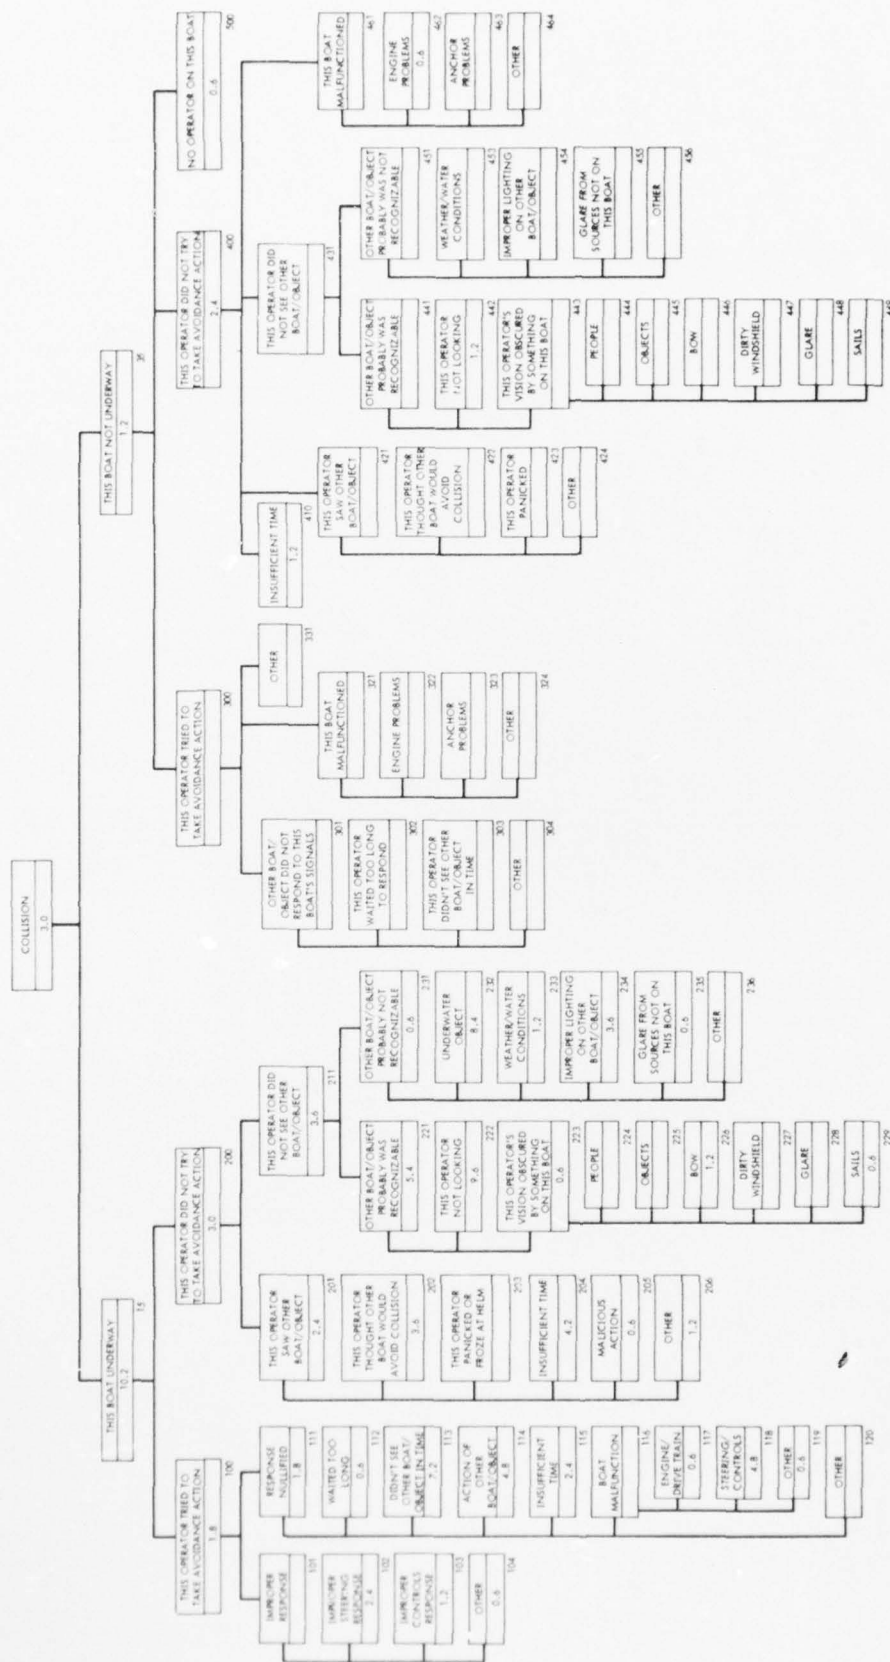 COLLISION
3.0
THIS BOAT UNDERWAY
10.2
15
THIS BOAT NOT UNDERWAY
1.2
35
THIS OPERATOR TRIED TO
TAKE AVOIDANCE ACTION
1.8
100
THIS OPERATOR DID NOT TRY
TO TAKE AVOIDANCE ACTION
3.0
200
THIS OPERATOR TRIED TO
TAKE AVOIDANCE ACTION
300
THIS OPERATOR DID NOT TRY
TO TAKE AVOIDANCE ACTION
2.4
400
NO OPERATOR ON THIS BOAT
0.6
500
IMPROPER
RESPONSE
101
IMPROPER
STEERING
RESPONSE
2.4
102
IMPROPER
CONTROLS
RESPONSE
1.2
103
OTHER
0.6
104
RESPONSE
NULLIFIED
1.8
111
WAITED TOO
LONG
0.6
112
DIDN'T SEE
OTHER BOAT/
OBJECT IN TIME
7.2
113
ACTION OF
OTHER
BOAT/OBJECT
4.8
114
INSUFFICIENT
TIME
2.4
115
BOAT
MALFUNCTION
116
ENGINE/
DRIVE TRAIN
0.6
117
STEERING/
CONTROLS
4.8
118
OTHER
0.6
119
OTHER
120
THIS OPERATOR
SAW OTHER
BOAT/OBJECT
2.4
201
THIS OPERATOR
THOUGHT OTHER
BOAT WOULD
AVOID COLLISION
3.6
202
THIS OPERATOR
PANICKED OR
FROZE AT HELM
203
INSUFFICIENT TIME
4.2
204
MALICIOUS
ACTION
0.6
205
OTHER
1.2
206
THIS OPERATOR DID
NOT SEE OTHER
BOAT/OBJECT
3.6
211
OTHER BOAT/OBJECT
PROBABLY WAS
RECOGNIZABLE
5.4
221
THIS OPERATOR
NOT LOOKING
9.6
222
THIS OPERATOR'S
VISION OBSCURED
BY SOMETHING
ON THIS BOAT
0.6
223
PEOPLE
224
OBJECTS
225
BOW
1.2
226
DIRTY
WINDSHIELD
227
GLARE
228
SAILS
0.6
229
OTHER BOAT/OBJECT
PROBABLY NOT
RECOGNIZABLE
0.6
231
UNDERWATER
OBJECT
8.4
232
WEATHER/WATER
CONDITIONS
1.2
233
IMPROPER LIGHTING
ON OTHER
BOAT/OBJECT
3.6
234
GLARE FROM
SOURCES NOT ON
THIS BOAT
0.6
235
OTHER
236
OTHER BOAT/
OBJECT DID NOT
RESPOND TO THIS
BOAT'S SIGNALS
301
THIS OPERATOR
WAITED TOO LONG
TO RESPOND
302
THIS OPERATOR
DIDN'T SEE OTHER
BOAT/OBJECT
IN TIME
303
OTHER
304
THIS BOAT
MALFUNCTIONED
321
ENGINE PROBLEMS
322
ANCHOR
PROBLEMS
323
OTHER
324
OTHER
331
INSUFFICIENT TIME
1.2
410
THIS OPERATOR
SAW OTHER
BOAT/OBJECT
421
THIS OPERATOR
THOUGHT OTHER
BOAT WOULD
AVOID
COLLISION
422
THIS OPERATOR
PANICKED
423
OTHER
424
THIS OPERATOR DID
NOT SEE OTHER
BOAT/OBJECT
431
OTHER BOAT/OBJECT
PROBABLY WAS
RECOGNIZABLE
441
THIS OPERATOR
NOT LOOKING
1.2
442
THIS OPERATOR'S
VISION OBSCURED
BY SOMETHING
ON THIS BOAT
443
PEOPLE
444
OBJECTS
445
BOW
446
DIRTY
WINDSHIELD
447
GLARE
448
SAILS
449
OTHER BOAT/OBJECT
PROBABLY WAS NOT
RECOGNIZABLE
451
WEATHER/WATER
CONDITIONS
453
IMPROPER LIGHTING
ON OTHER
BOAT/OBJECT
454
GLARE FROM
SOURCES NOT ON
THIS BOAT
455
OTHER
456
THIS BOAT
MALFUNCTIONED
461
ENGINE
PROBLEMS
0.6
462
ANCHOR
PROBLEMS
463
OTHER
464